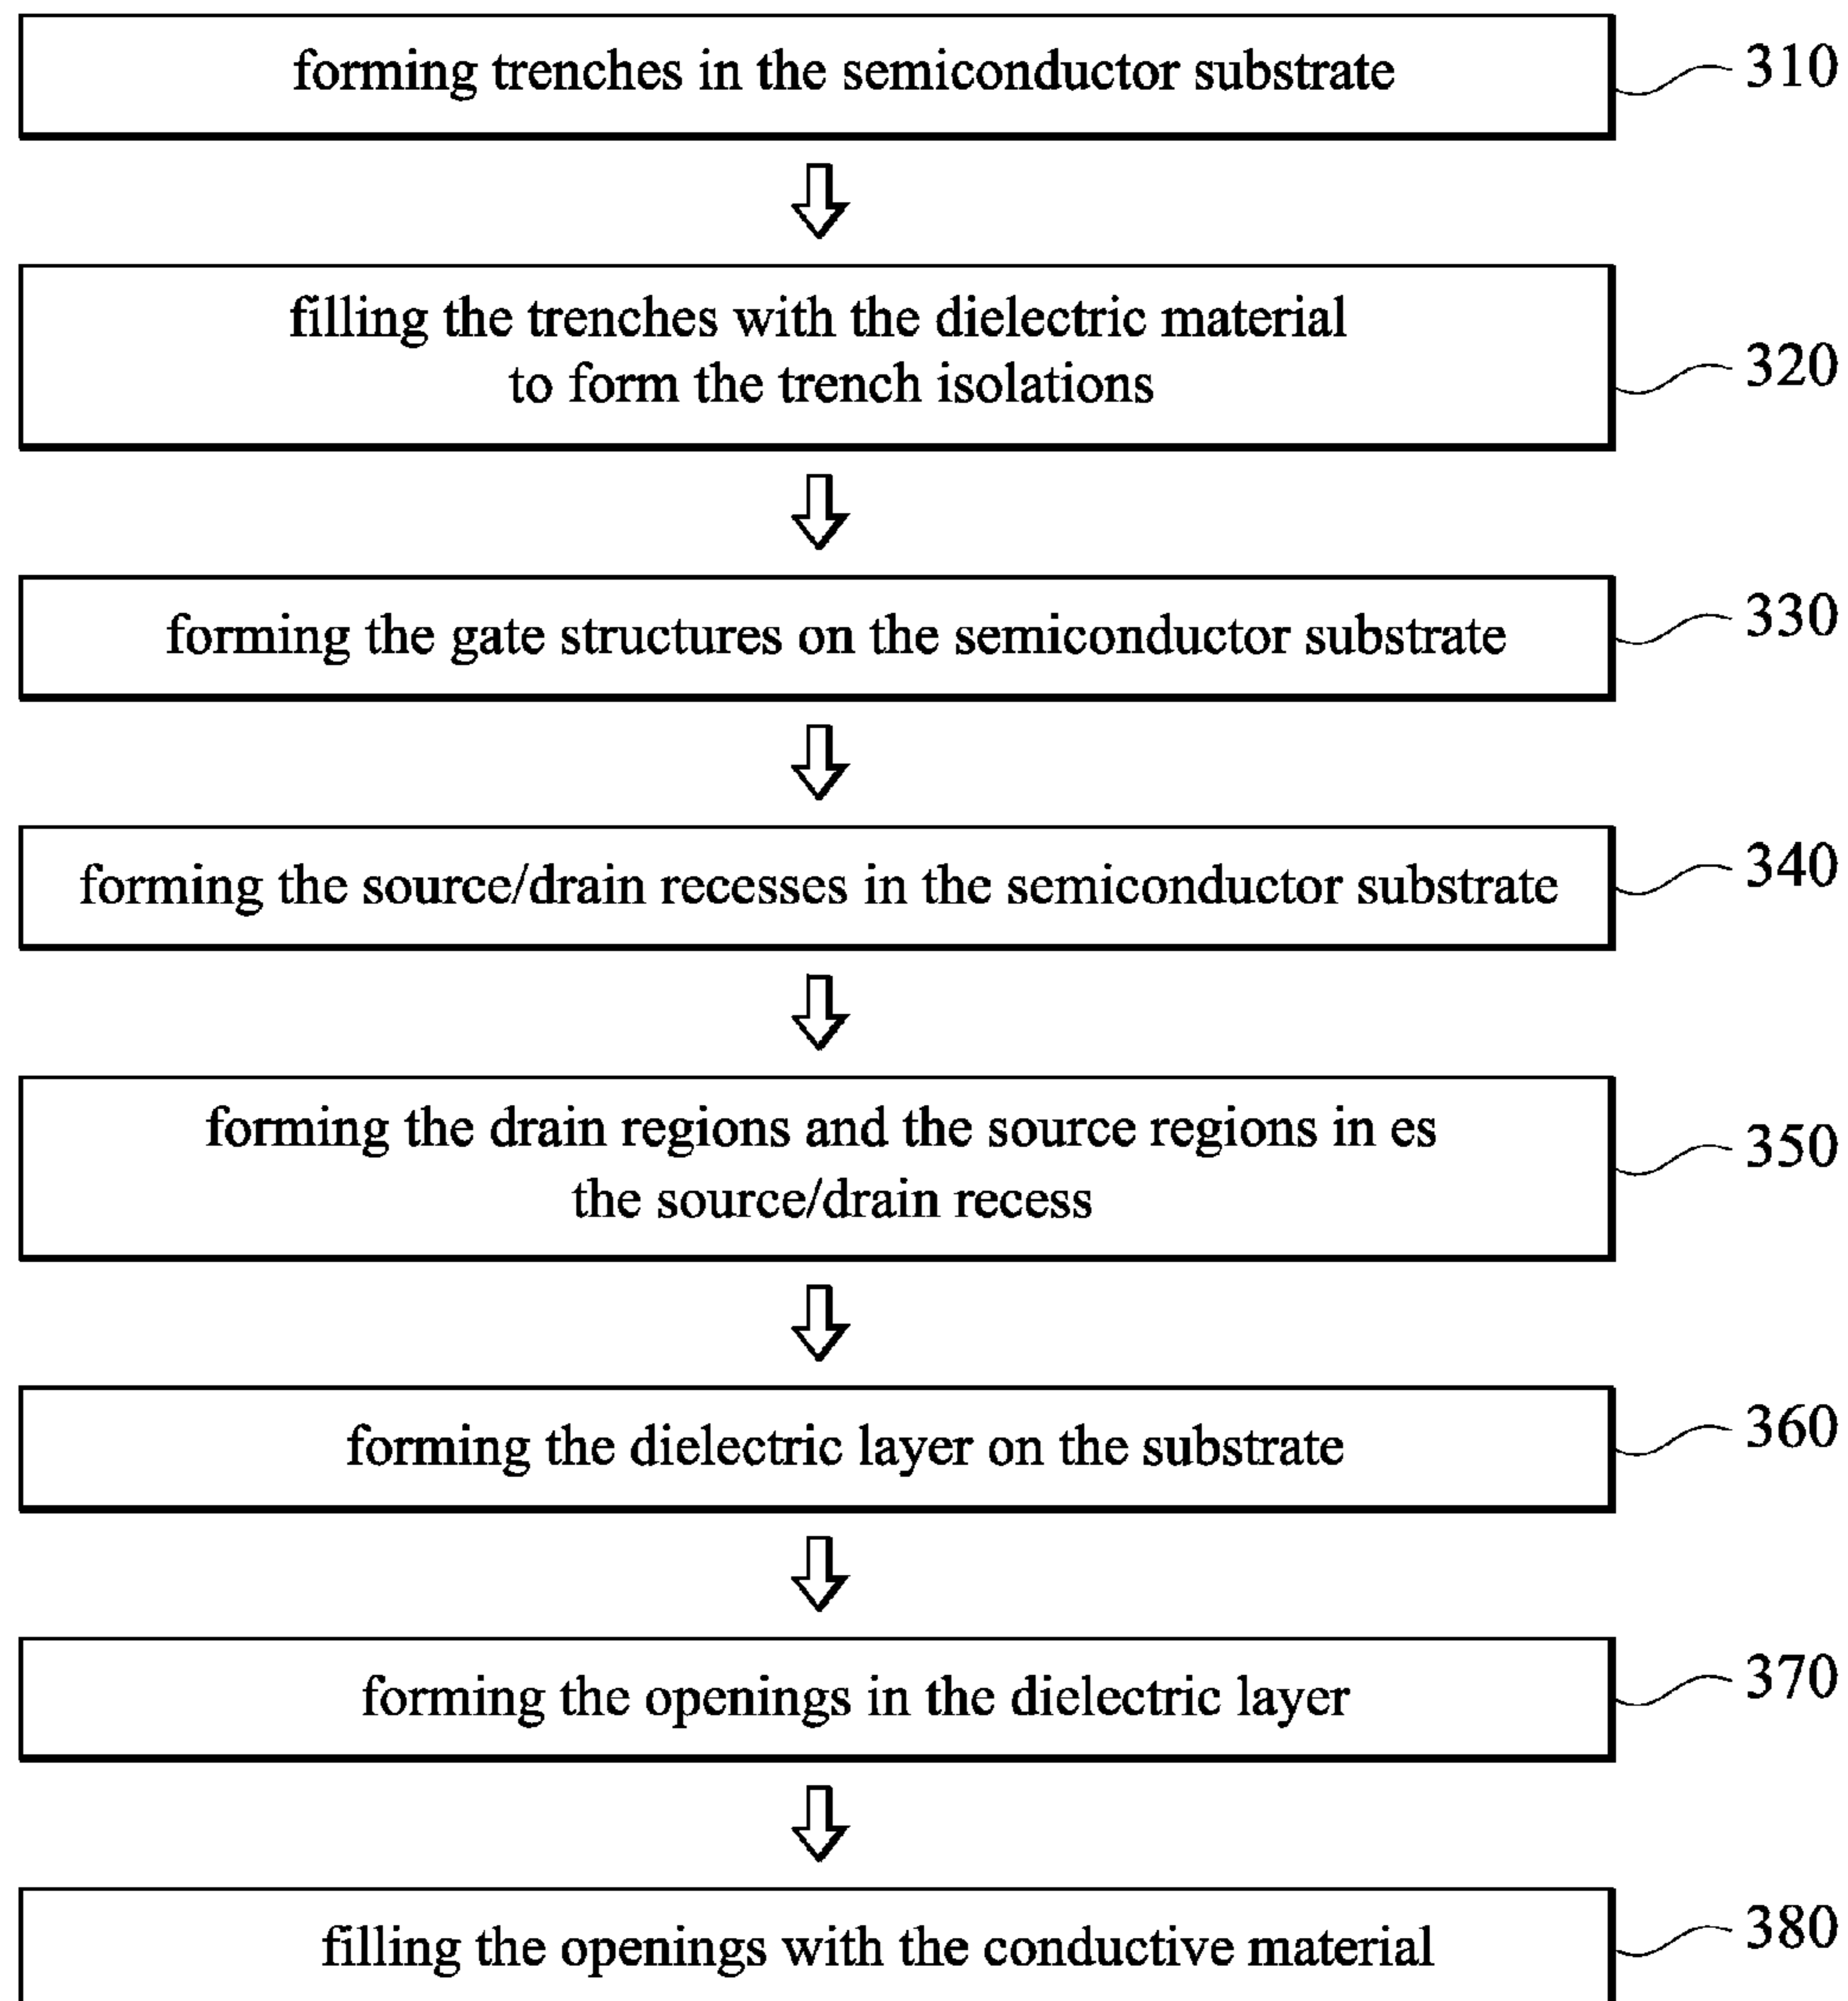 forming trenches in the semiconductor substrate
310
filling the trenches with the dielectric material
to form the trench isolations
320
forming the gate structures on the semiconductor substrate
330
forming the source/drain recesses in the semiconductor substrate
340
forming the drain regions and the source regions in es
the source/drain recess
350
forming the dielectric layer on the substrate
360
forming the openings in the dielectric layer
370
filling the openings with the conductive material
380